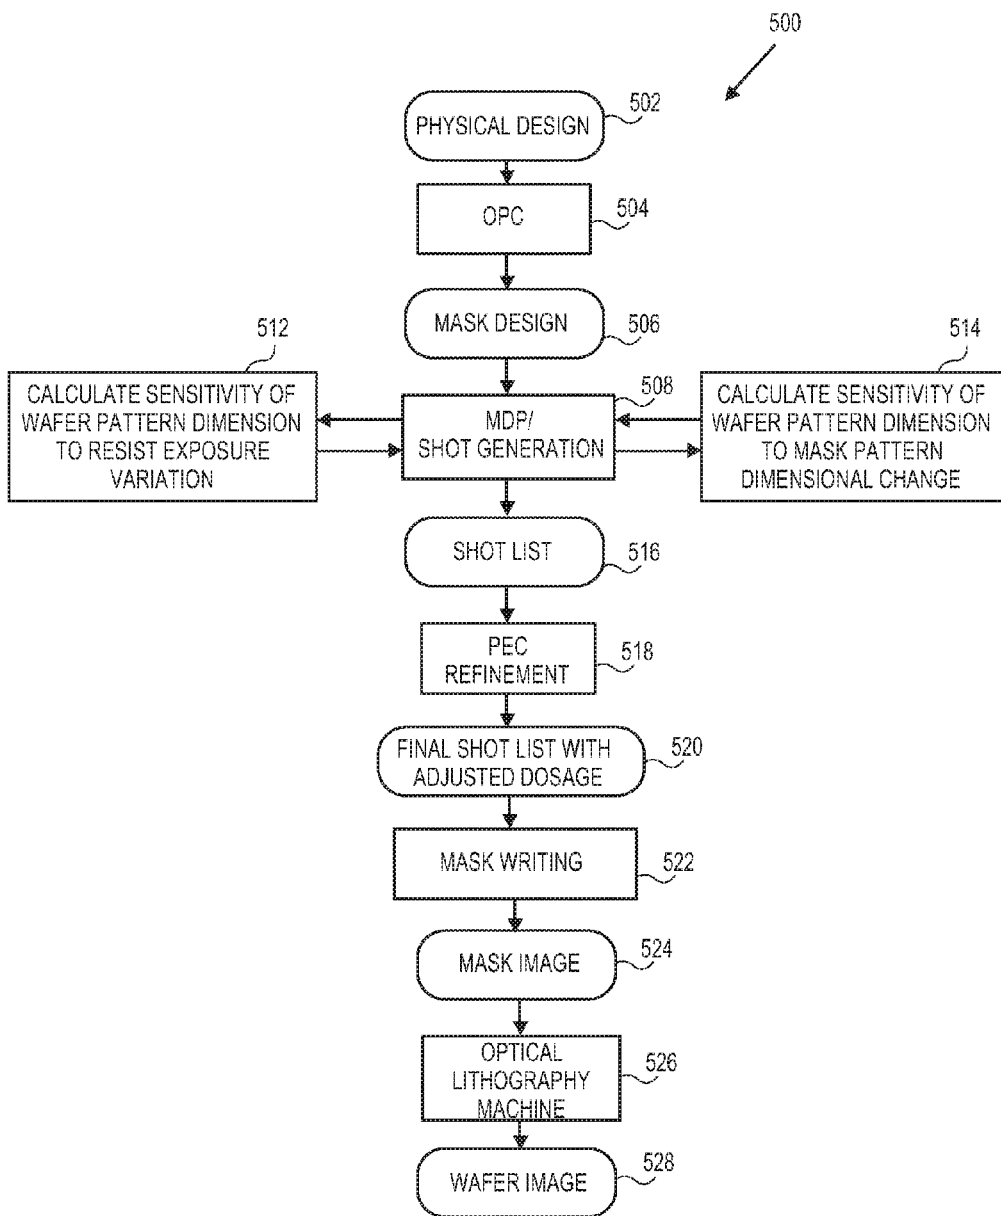 500
502
PHYSICAL DESIGN
OPC
504
MASK DESIGN
506
512
CALCULATE SENSITIVITY OF
WAFER PATTERN DIMENSION
TO RESIST EXPOSURE
VARIATION
508
MDP/
SHOT GENERATION
514
CALCULATE SENSITIVITY OF
WAFER PATTERN DIMENSION
TO MASK PATTERN
DIMENSIONAL CHANGE
SHOT LIST
516
PEC
REFINEMENT
518
FINAL SHOT LIST WITH
ADJUSTED DOSAGE
520
MASK WRITING
522
MASK IMAGE
524
OPTICAL
LITHOGRAPHY
MACHINE
526
WAFER IMAGE
528